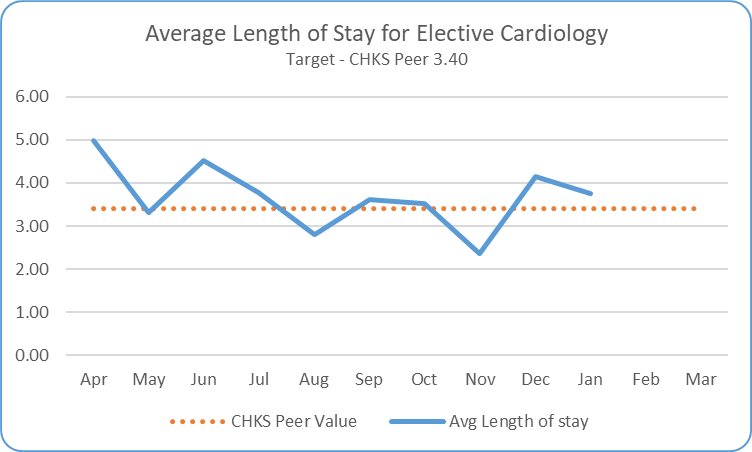 Average Length of Stay for Elective Cardiology
Target - CHKS Peer 3.40
6.00
5.00
4.00
3.00
2.00
1.00
0.00
Apr May Jun Jul Aug Sep Oct Nov Dec Jan Feb Mar
CHKS Peer Value Avg Length of stay